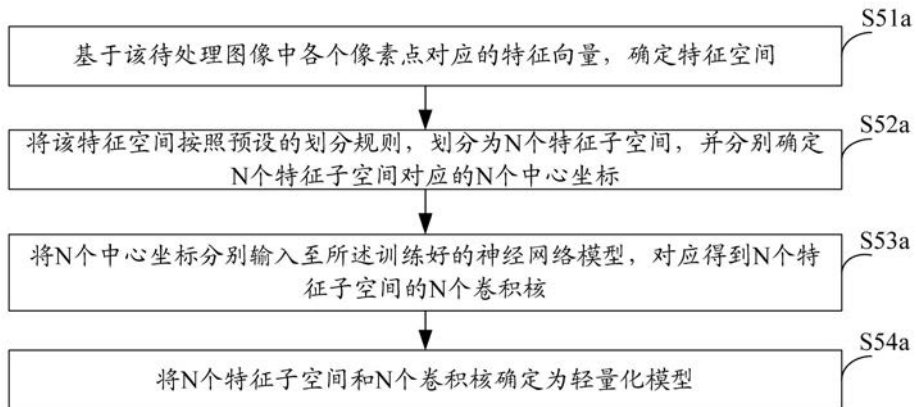 S51a
基于该待处理图像中各个像素点对应的特征向量，确定特征空间
S52a
将该特征空间按照预设的划分规则，划分为N个特征子空间，并分别确定
N个特征子空间对应的N个中心坐标
S53a
将N个中心坐标分别输入至所述训练好的神经网络模型，对应得到N个特
征子空间的N个卷积核
S54a
将N个特征子空间和N个卷积核确定为轻量化模型